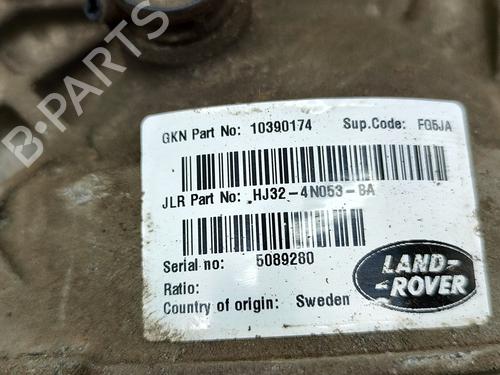 B-PARTS
GKN Part No: 10390174 Sup.Code: FG5JA
JLR Part No: HJ32-4N053-BA
Serial no: 5089280
Ratio:
Country of origin: Sweden
LAND-
-ROVER